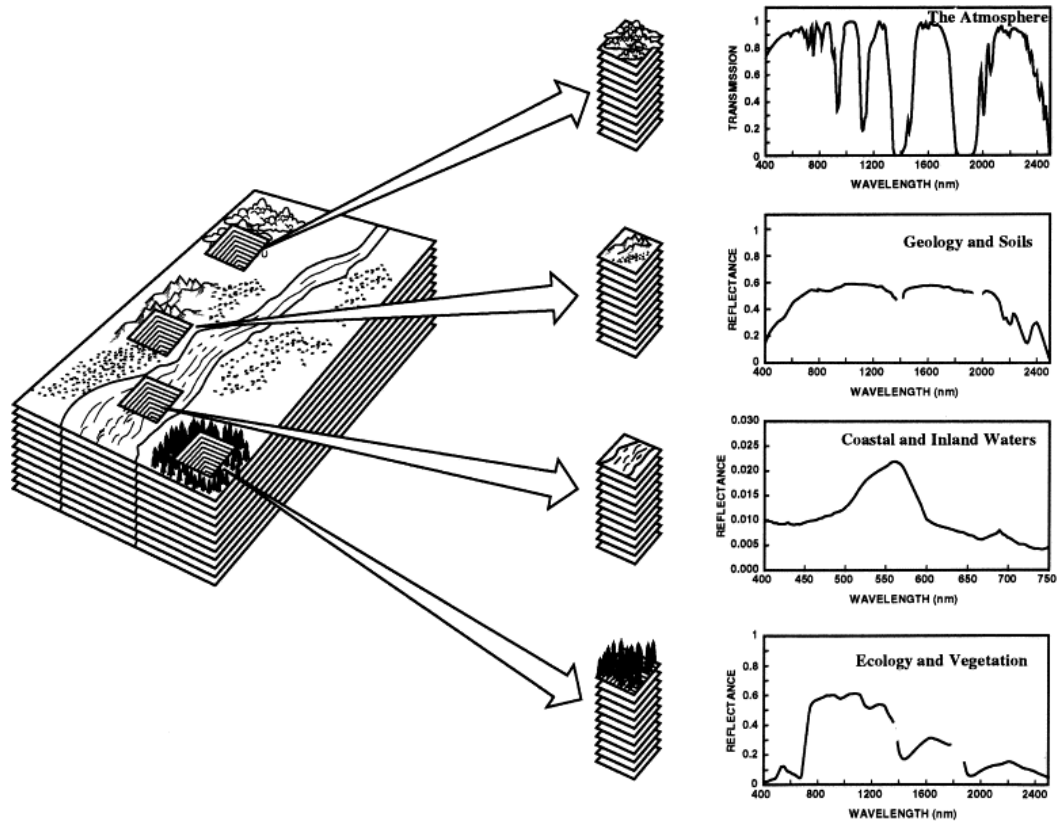 The Atmosphere
TRANSMISSION
1
0.8
0.6
0.4
0.2
0
400 800 1200 1600 2000 2400
WAVELENGTH (nm)
Geology and Soils
REFLECTANCE
1
0.8
0.6
0.4
0.2
0
400 800 1200 1600 2000 2400
WAVELENGTH (nm)
Coastal and Inland Waters
REFLECTANCE
0.030
0.025
0.020
0.015
0.010
0.005
0.000
400 450 500 550 600 650 700 750
WAVELENGTH (nm)
Ecology and Vegetation
REFLECTANCE
1
0.8
0.6
0.4
0.2
0
400 800 1200 1600 2000 2400
WAVELENGTH (nm)